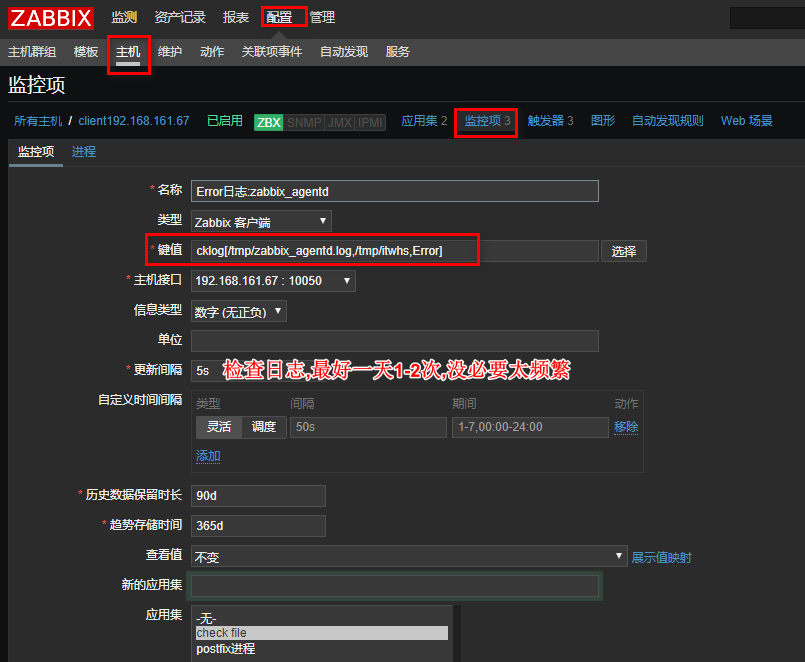 ZABBIX 监测 资产记录 报表 配置 管理
主机群组 模板 主机 维护 动作 关联项事件 自动发现 服务
监控项
所有主机 / client192.168.161.67 已启用 ZBX SNMP JMX IPMI 应用集 2 监控项 3 触发器 3 图形 自动发现规则 Web 场景
监控项 进程
* 名称 Error日志:zabbix_agentd
类型 Zabbix 客户端
* 键值 cklog[/tmp/zabbix_agentd.log,/tmp/itwhs,Error] 选择
* 主机接口 192.168.161.67 : 10050
信息类型 数字 (无正负)
单位
* 更新间隔 5s 检查日志,最好一天1-2次,没必要太频繁
自定义时间间隔 类型 间隔 期间 动作
灵活 调度 50s 1-7,00:00-24:00 移除
添加
* 历史数据保留时长 90d
* 趋势存储时间 365d
查看值 不变 展示值映射
新的应用集
应用集 -无-
check file
postfix进程